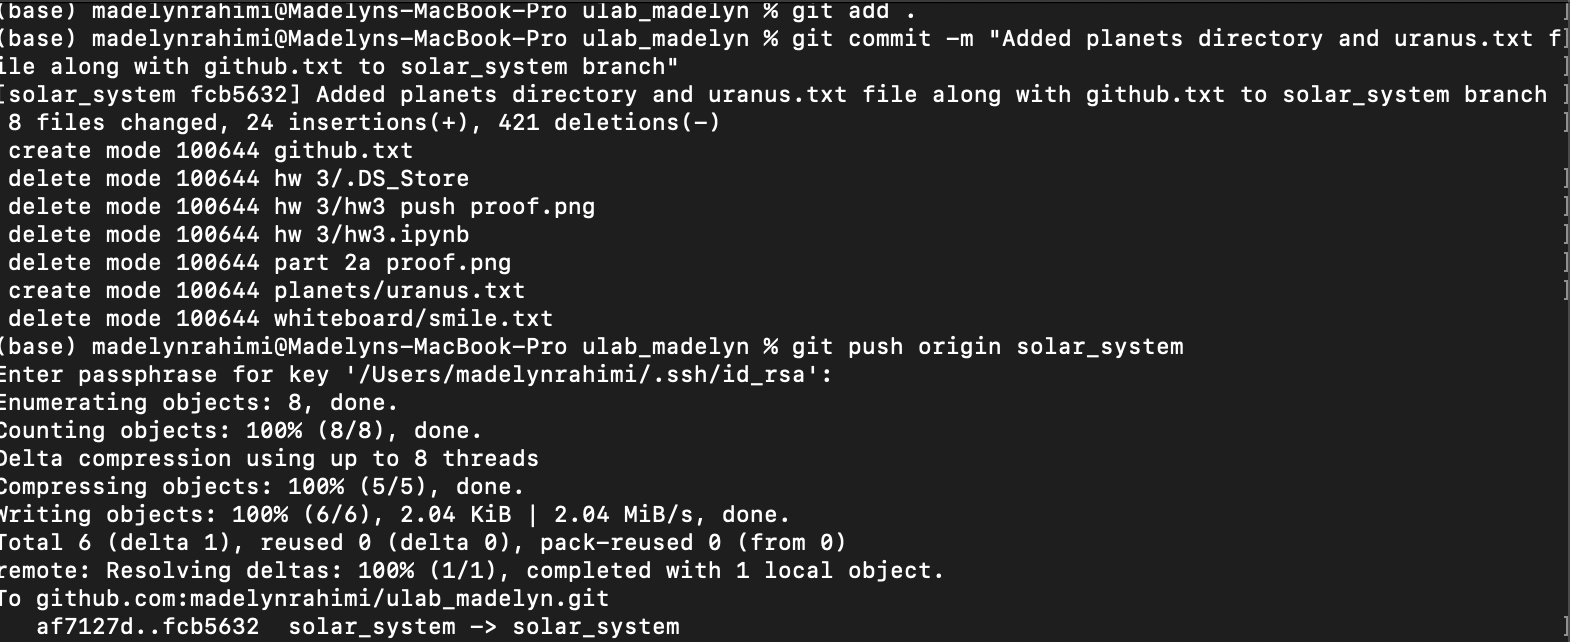 (base) madelynrahimi@Madelyns-MacBook-Pro ulab_madelyn % git add .
(base) madelynrahimi@Madelyns-MacBook-Pro ulab_madelyn % git commit -m "Added planets directory and uranus.txt f
ile along with github.txt to solar_system branch"
[solar_system fcb5632] Added planets directory and uranus.txt file along with github.txt to solar_system branch
 8 files changed, 24 insertions(+), 421 deletions(-)
 create mode 100644 github.txt
 delete mode 100644 hw 3/.DS_Store
 delete mode 100644 hw 3/hw3 push proof.png
 delete mode 100644 hw 3/hw3.ipynb
 delete mode 100644 part 2a proof.png
 create mode 100644 planets/uranus.txt
 delete mode 100644 whiteboard/smile.txt
(base) madelynrahimi@Madelyns-MacBook-Pro ulab_madelyn % git push origin solar_system
Enter passphrase for key '/Users/madelynrahimi/.ssh/id_rsa':
Enumerating objects: 8, done.
Counting objects: 100% (8/8), done.
Delta compression using up to 8 threads
Compressing objects: 100% (5/5), done.
Writing objects: 100% (6/6), 2.04 KiB | 2.04 MiB/s, done.
Total 6 (delta 1), reused 0 (delta 0), pack-reused 0 (from 0)
remote: Resolving deltas: 100% (1/1), completed with 1 local object.
To github.com:madelynrahimi/ulab_madelyn.git
   af7127d..fcb5632  solar_system -> solar_system